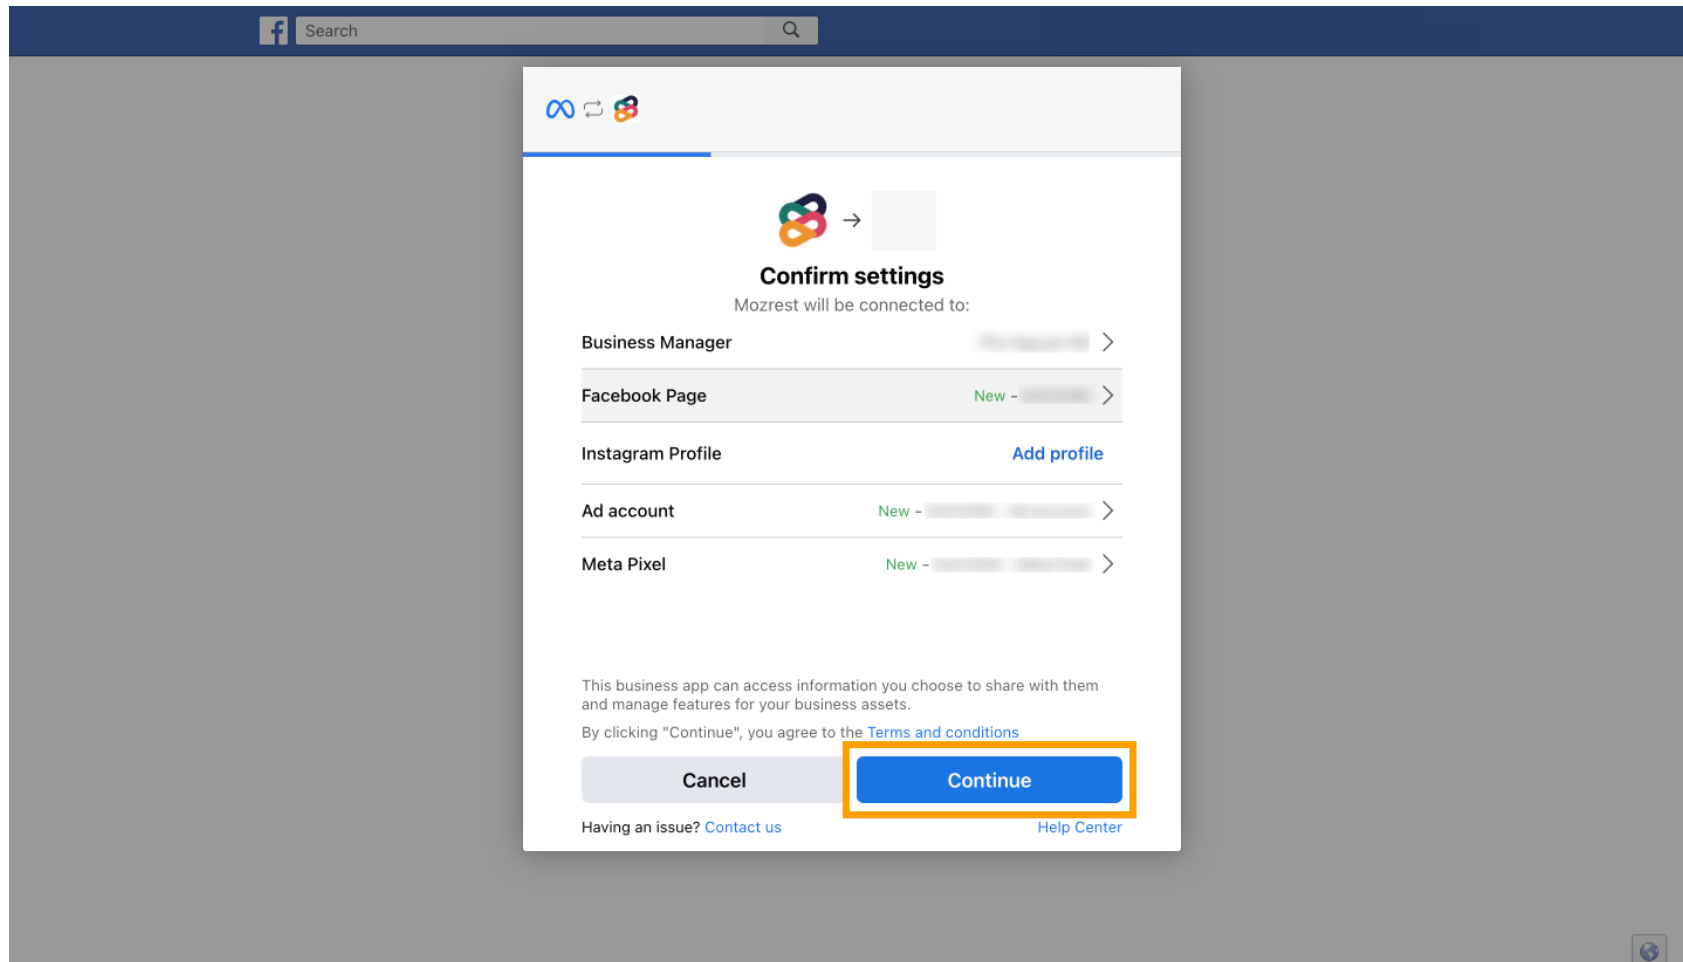 Search
Confirm settings
Mozrest will be connected to:
Business Manager
Facebook Page New -
Instagram Profile Add profile
Ad account New -
Meta Pixel New -
This business app can access information you choose to share with them
and manage features for your business assets.
By clicking "Continue", you agree to the Terms and conditions
Cancel Continue
Having an issue? Contact us Help Center